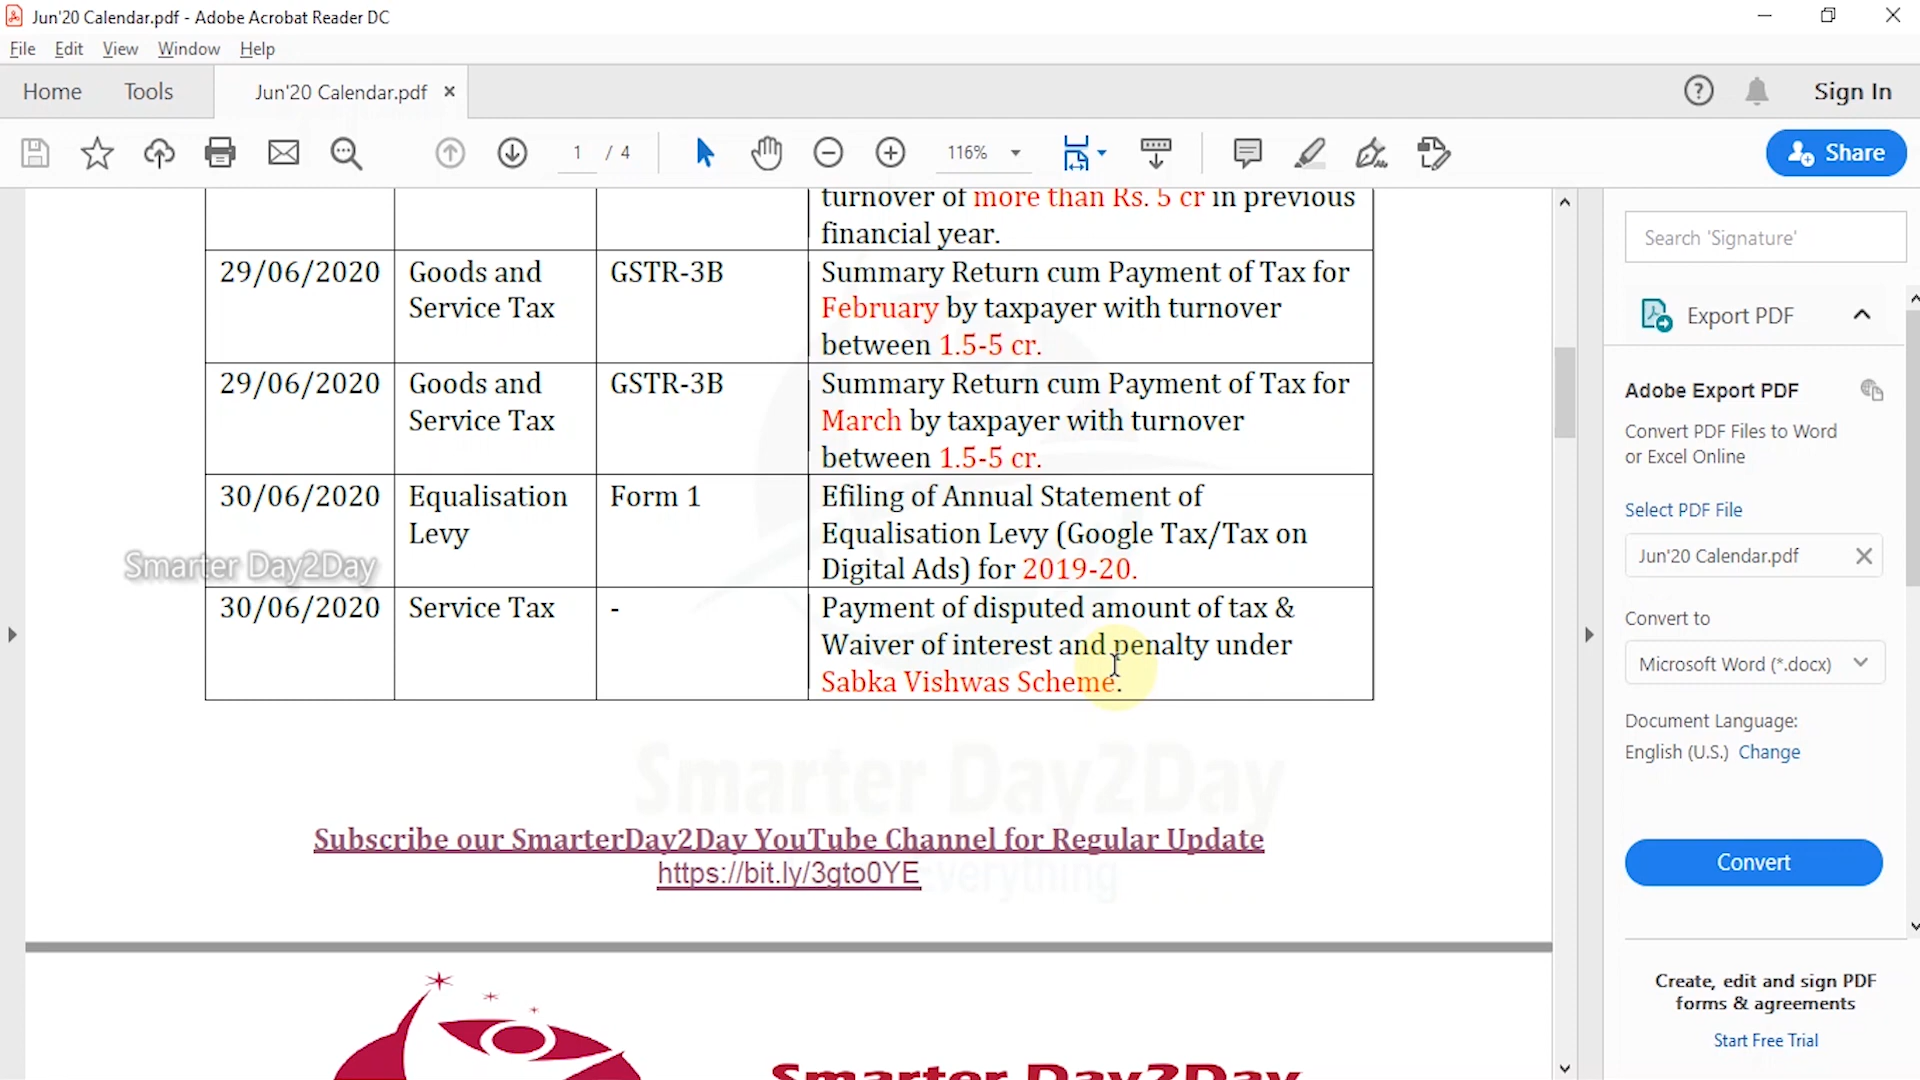 Jun'20 Calendar.pdf - Adobe Acrobat Reader DC
File Edit View Window Help
Home Tools Jun'20 Calendar.pdf × Sign In
1 / 4 116% Share
turnover of more than Rs. 5 cr in previous
financial year.
29/06/2020 Goods and GSTR-3B Summary Return cum Payment of Tax for
Service Tax February by taxpayer with turnover
between 1.5-5 cr.
29/06/2020 Goods and GSTR-3B Summary Return cum Payment of Tax for
Service Tax March by taxpayer with turnover
between 1.5-5 cr.
30/06/2020 Equalisation Form 1 Efiling of Annual Statement of
Levy Equalisation Levy (Google Tax/Tax on
Digital Ads) for 2019-20.
Smarter Day2Day
30/06/2020 Service Tax - Payment of disputed amount of tax &
Waiver of interest and penalty under
Sabka Vishwas Scheme.
Smarter Day2Day
Subscribe our SmarterDay2Day YouTube Channel for Regular Update
https://bit.ly/3gto0YE
everything
Smarter Day2Day
Search 'Signature'
Export PDF
Adobe Export PDF
Convert PDF Files to Word
or Excel Online
Select PDF File
Jun'20 Calendar.pdf
Convert to
Microsoft Word (*.docx)
Document Language:
English (U.S.) Change
Convert
Create, edit and sign PDF
forms & agreements
Start Free Trial